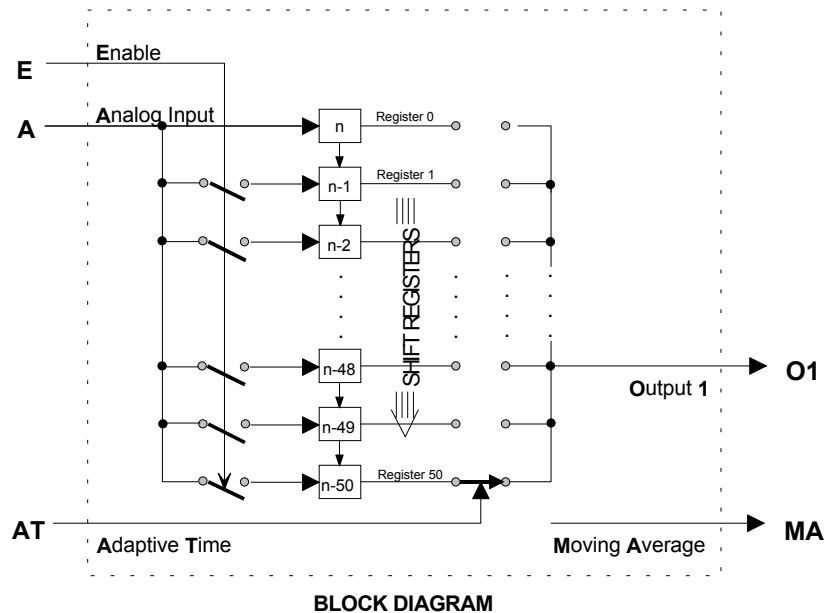 E
Enable
A
Analog Input
n
Register 0
n-1
Register 1
n-2
SHIFT REGISTERS
n-48
O1
Output 1
n-49
n-50
Register 50
AT
Adaptive Time
Moving Average
MA
BLOCK DIAGRAM